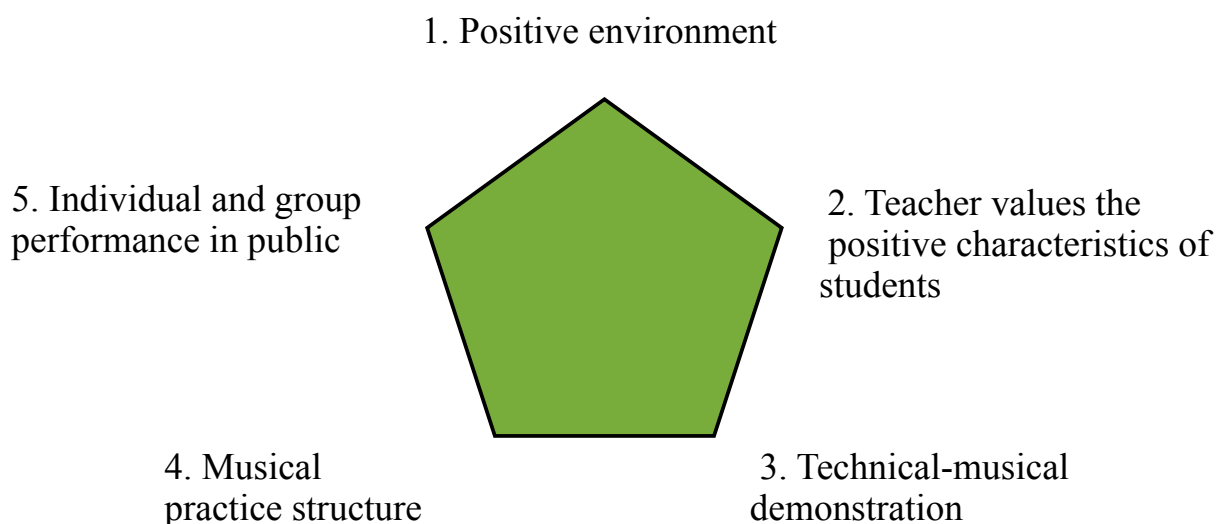 1. Positive environment
2. Teacher values the
positive characteristics of
students
3. Technical-musical
demonstration
4. Musical
practice structure
5. Individual and group
performance in public